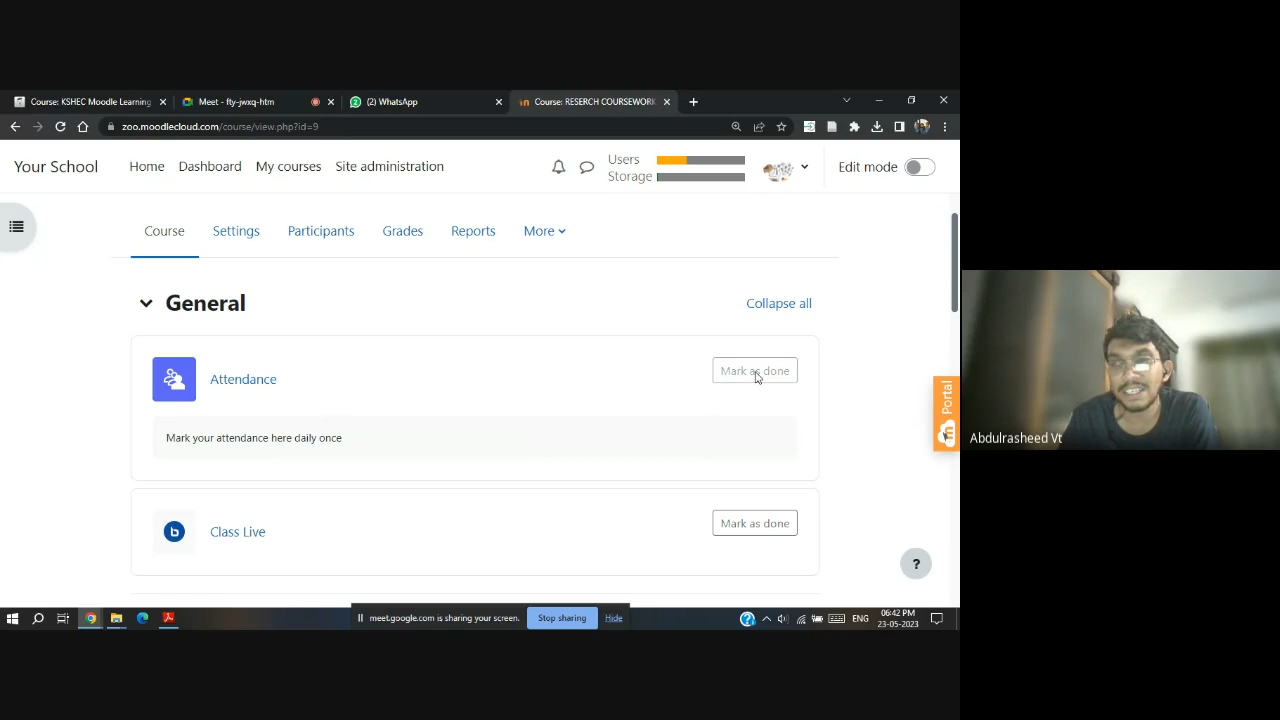 Course: KSHEC Moodle Learning
Meet - fty-jwxq-htm
(2) WhatsApp
Course: RESERCH COURSEWORK
zoo.moodlecloud.com/course/view.php?id=9
Your School
Home
Dashboard
My courses
Site administration
Users
Storage
Edit mode
Course
Settings
Participants
Grades
Reports
More
General
Collapse all
Attendance
Mark as done
Mark your attendance here daily once
Class Live
Mark as done
Portal
?
Abdulrasheed Vt
meet.google.com is sharing your screen.
Stop sharing
Hide
ENG
06:42 PM
23-05-2023